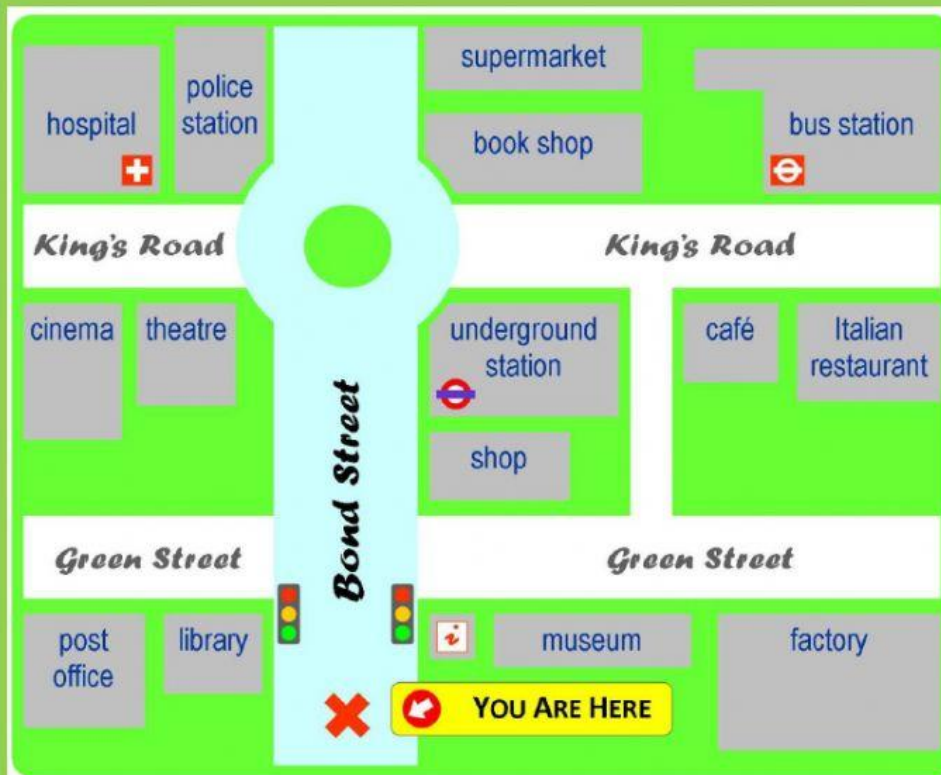 hospital
police
station
supermarket
book shop
bus station
King's Road
King's Road
cinema
theatre
underground
station
café
Italian
restaurant
shop
Bond Street
Green Street
Green Street
post
office
library
i
museum
factory
YOU ARE HERE